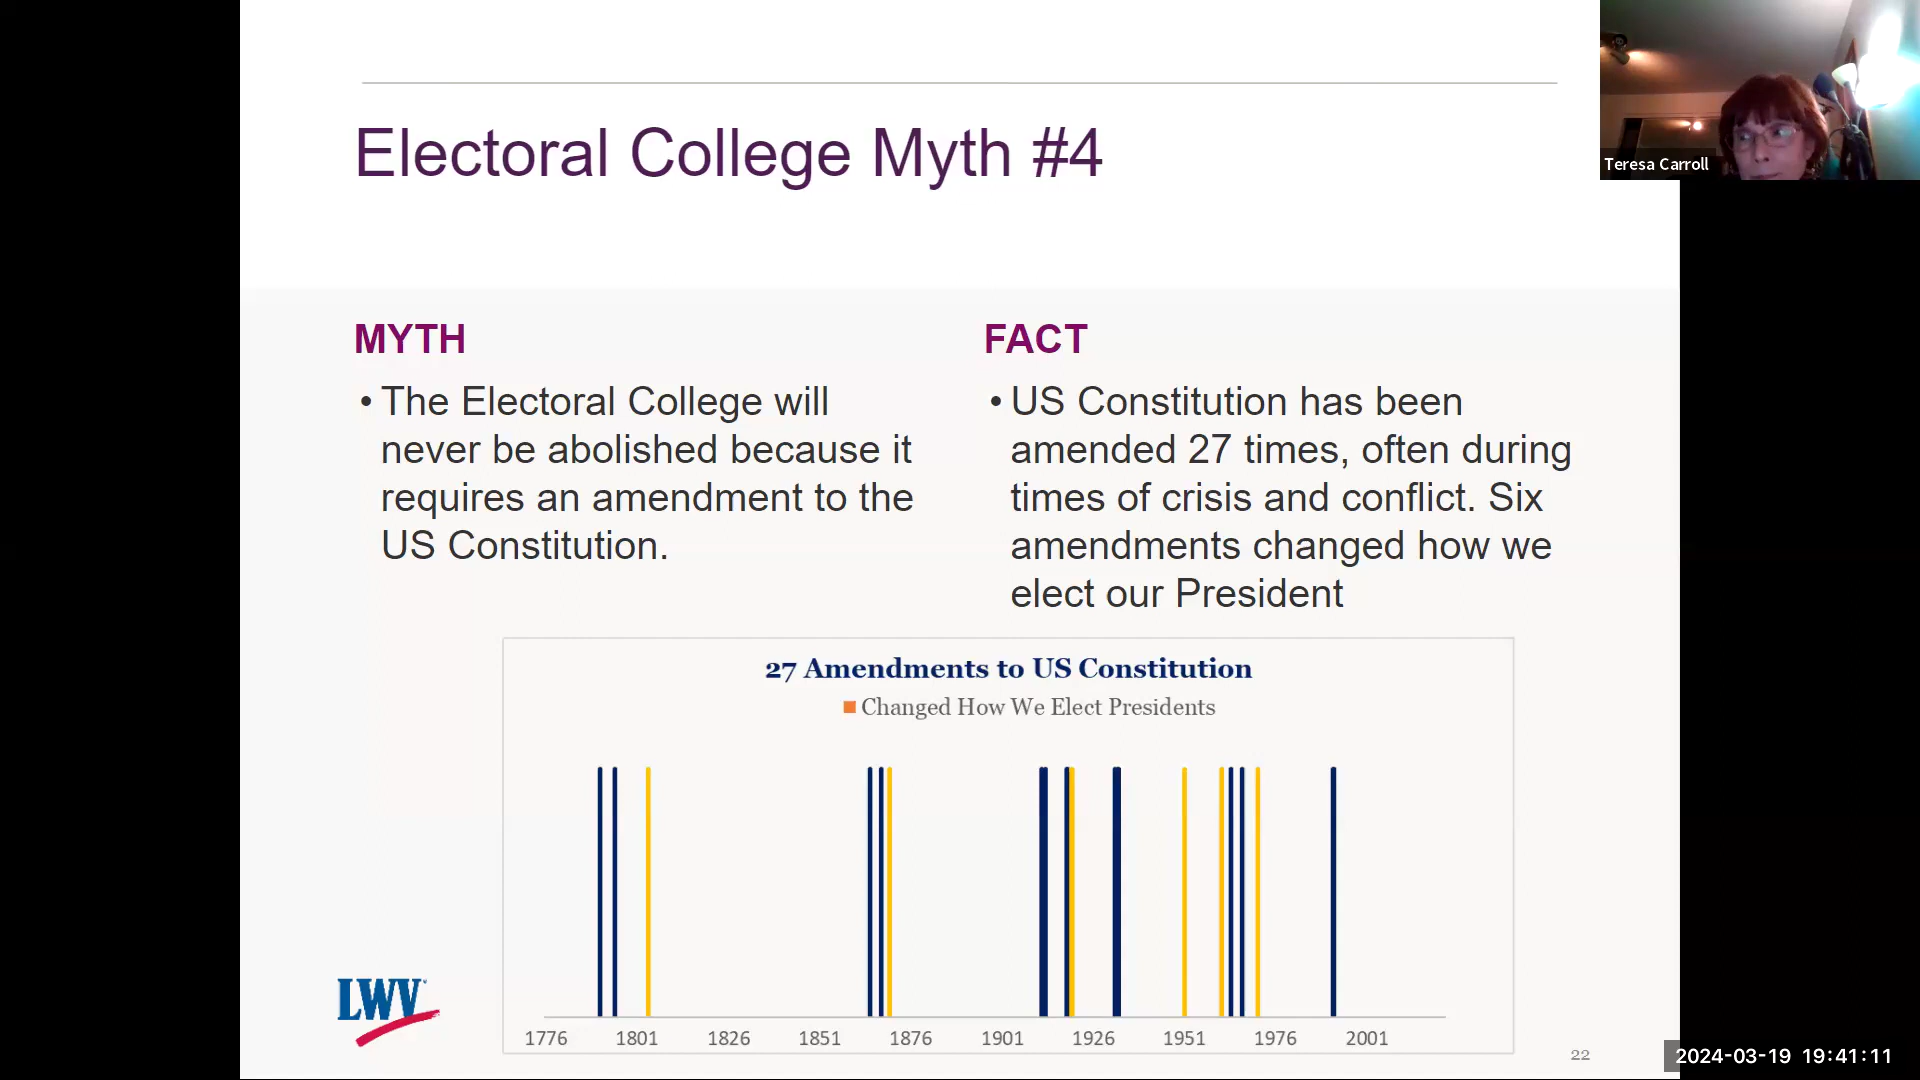 Electoral College Myth #4
Teresa Carroll
MYTH
• The Electoral College will
never be abolished because it
requires an amendment to the
US Constitution.
FACT
• US Constitution has been
amended 27 times, often during
times of crisis and conflict. Six
amendments changed how we
elect our President
27 Amendments to US Constitution
Changed How We Elect Presidents
1776 1801 1826 1851 1876 1901 1926 1951 1976 2001
LWV
22
2024-03-19 19:41:11